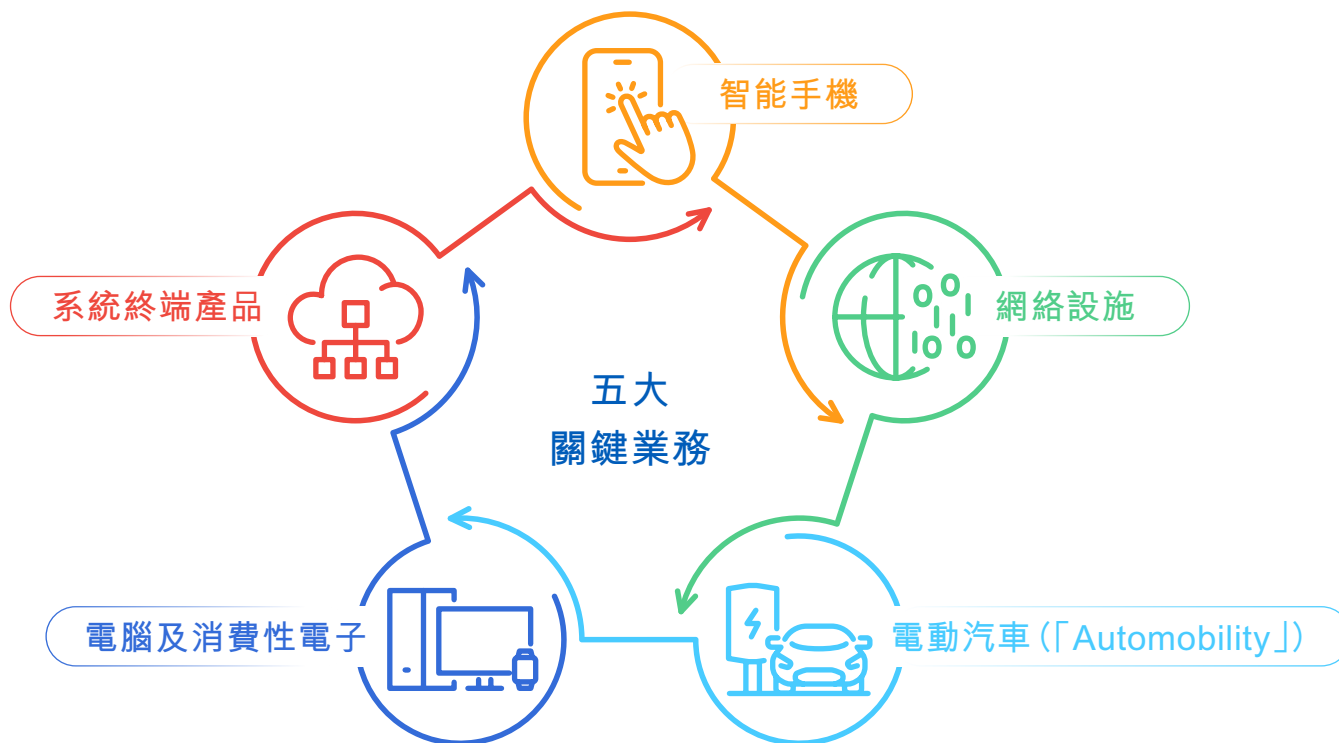 智能手機
系統終端產品
網絡設施
五大
關鍵業務
電腦及消費性電子
電動汽車(「Automobility」)